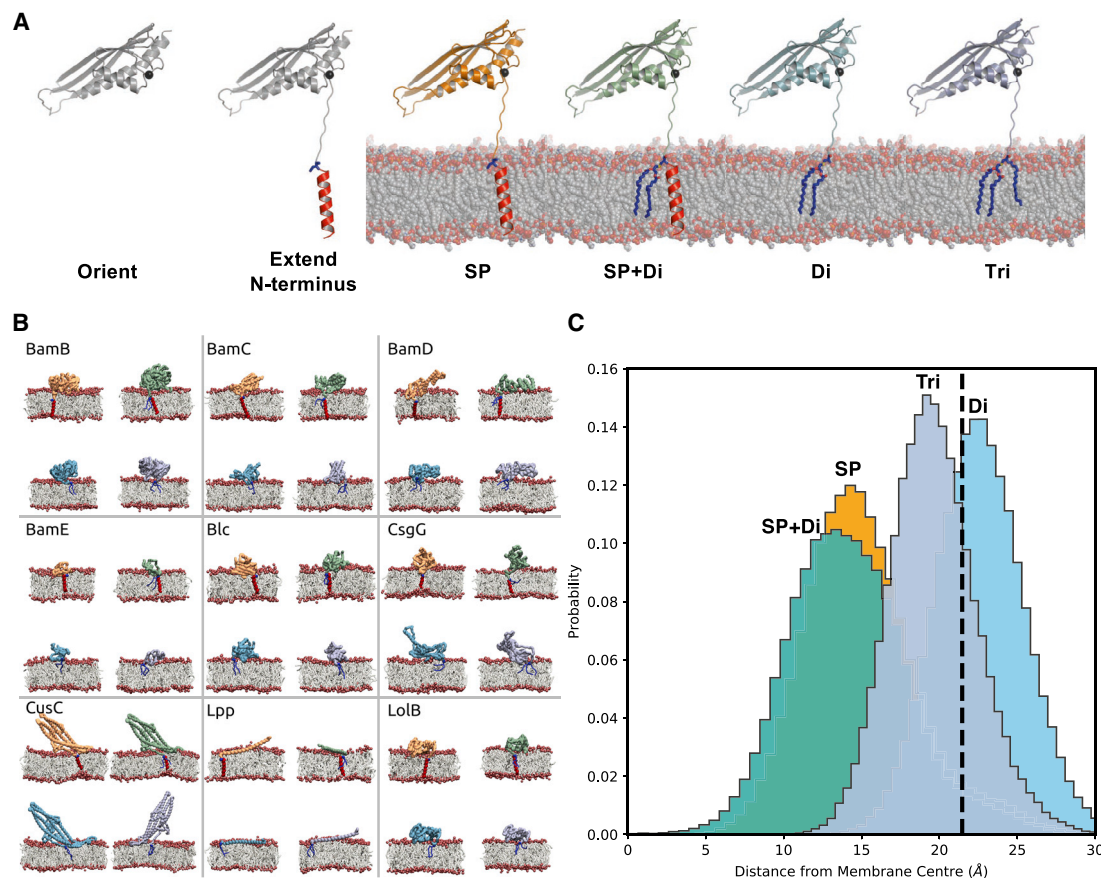 A
Orient
Extend
N-terminus
SP
SP+Di
Di
Tri
B
BamB
BamC
BamD
BamE
Blc
CsgG
CusC
Lpp
LolB
C
0.16
0.14
0.12
0.10
0.08
0.06
0.04
0.02
0.00
Probability
Tri
Di
SP
SP+Di
0
5
10
15
20
25
30
Distance from Membrane Centre (Å)